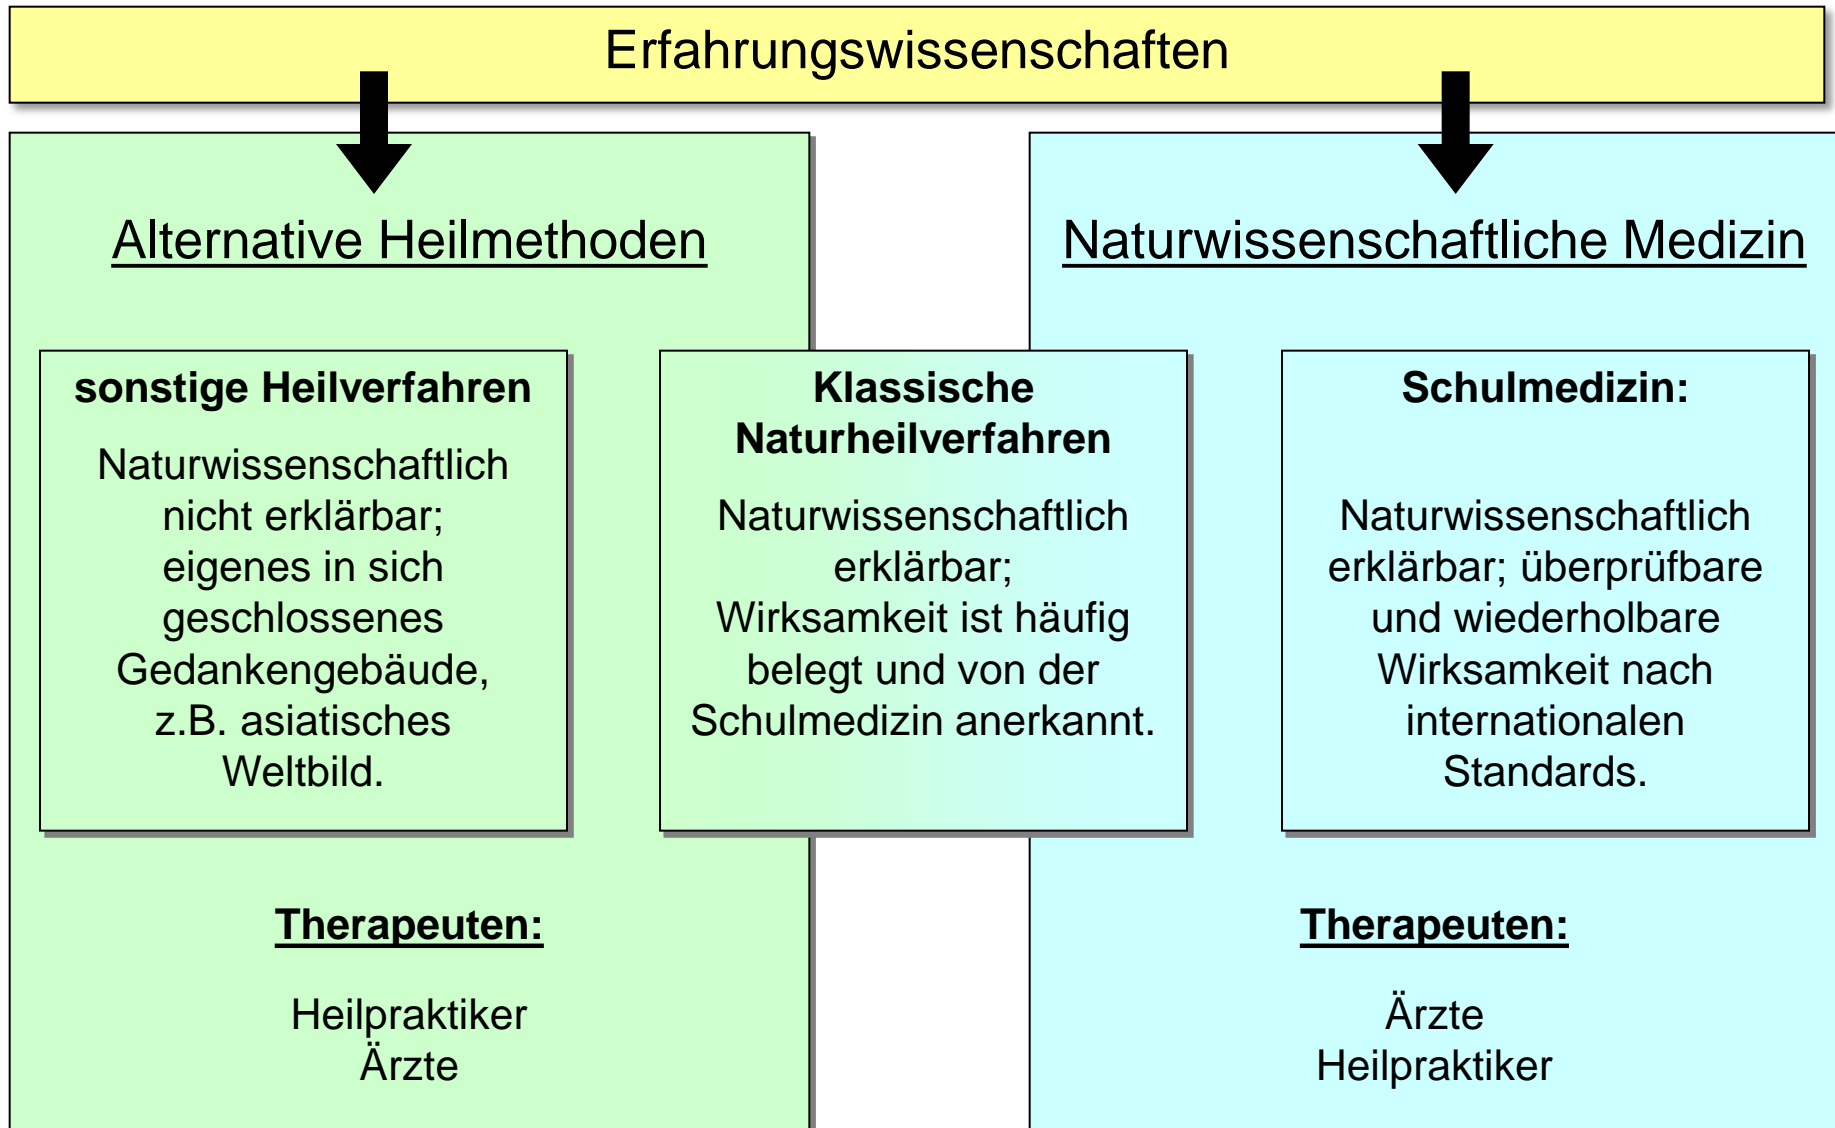 Erfahrungswissenschaften
Alternative Heilmethoden
sonstige Heilverfahren
Naturwissenschaftlich
nicht erklärbar;
eigenes in sich
geschlossenes
Gedankengebäude,
z.B. asiatisches
Weltbild.
Klassische
Naturheilverfahren
Naturwissenschaftlich
erklärbar;
Wirksamkeit ist häufig
belegt und von der
Schulmedizin anerkannt.
Naturwissenschaftliche Medizin
Schulmedizin:
Naturwissenschaftlich
erklärbar; überprüfbare
und wiederholbare
Wirksamkeit nach
internationalen
Standards.
Therapeuten:
Heilpraktiker
Ärzte
Therapeuten:
Ärzte
Heilpraktiker